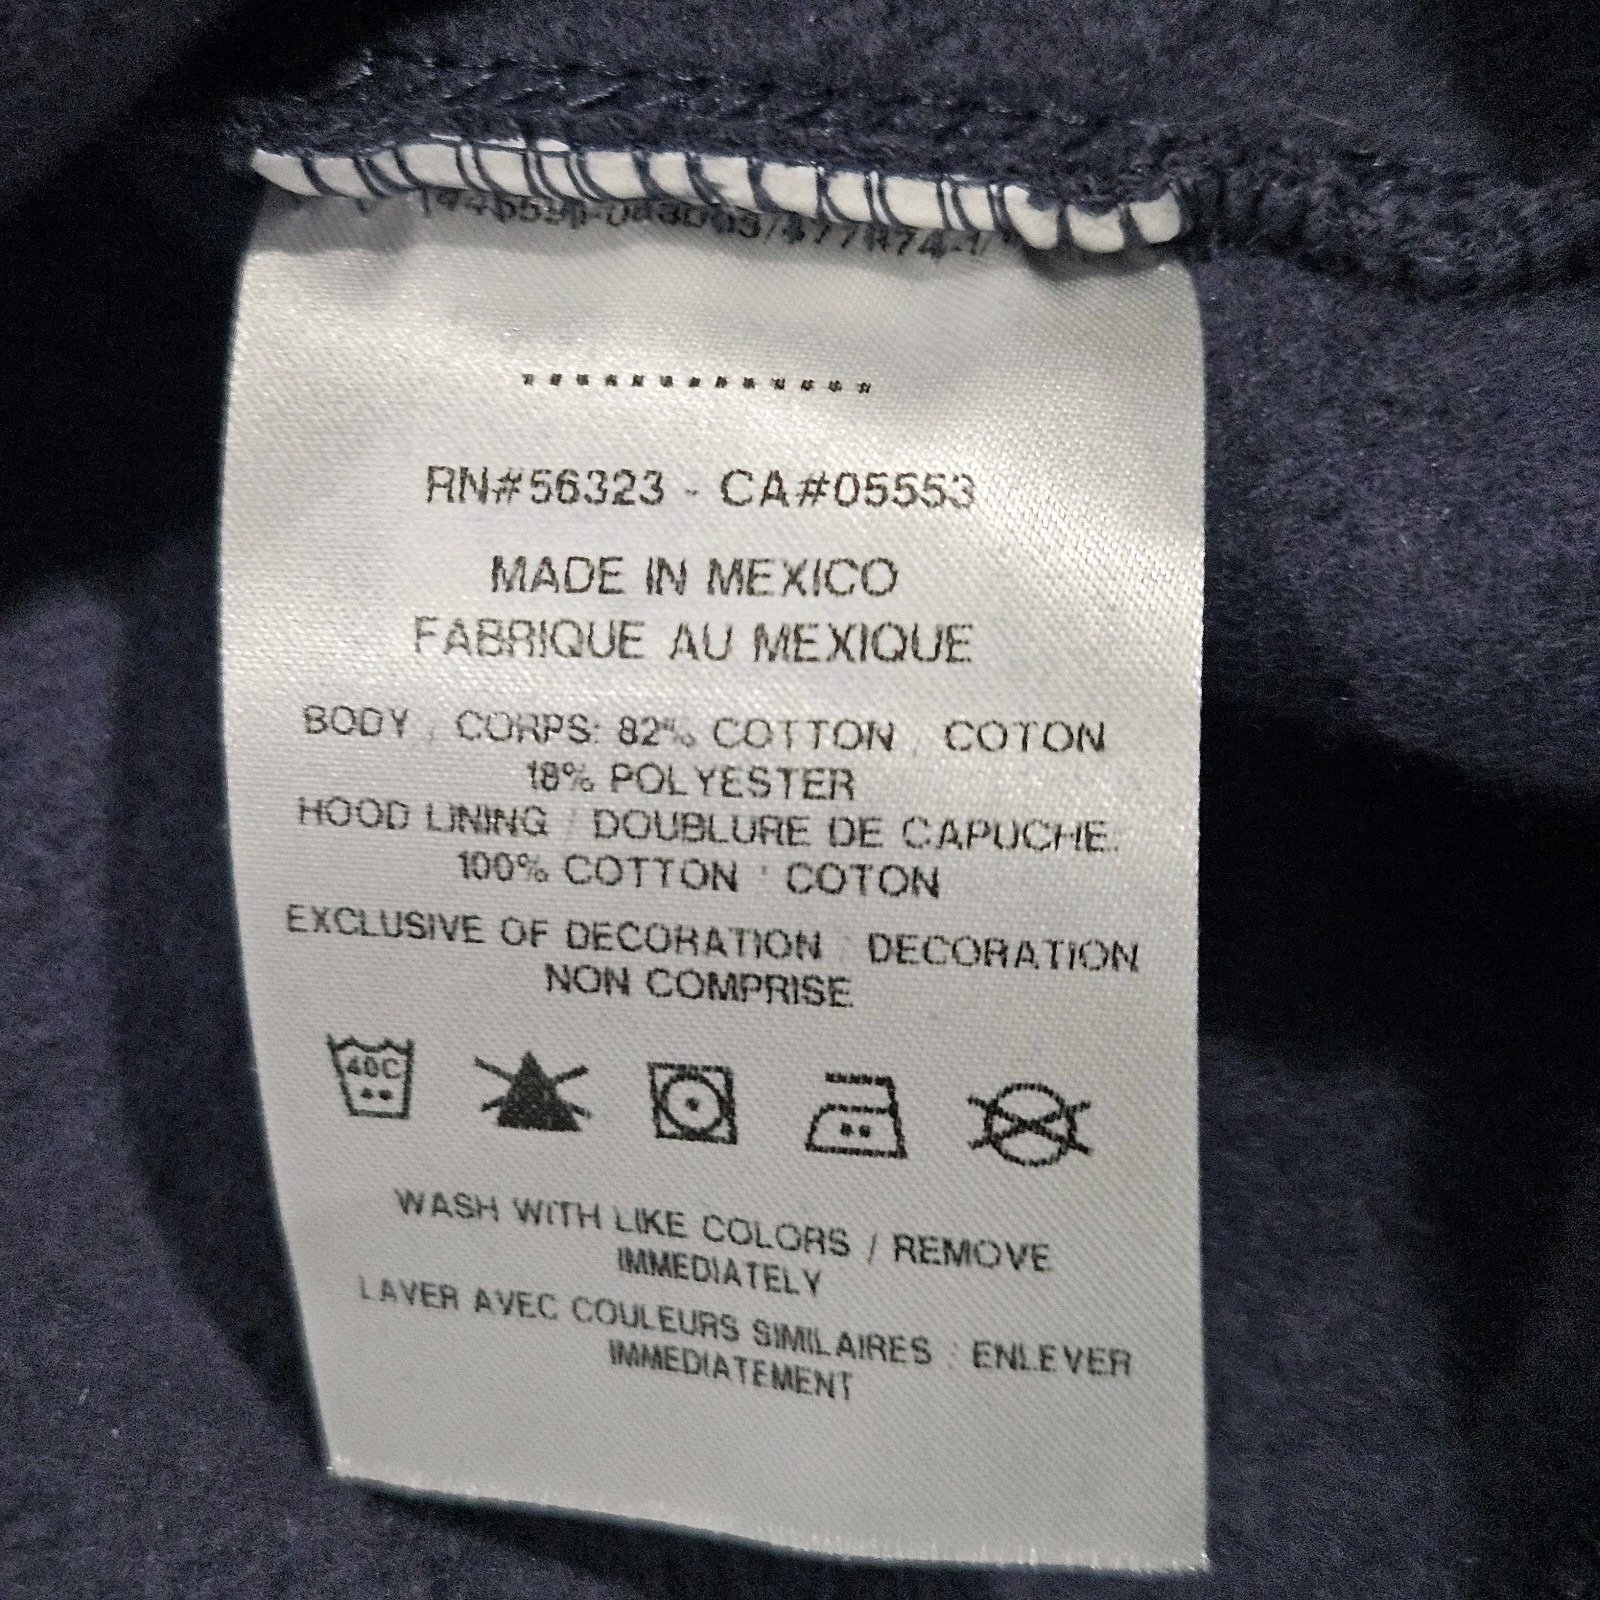 RN#56323 - CA#05553
MADE IN MEXICO
FABRIQUE AU MEXIQUE
BODY / CORPS: 82% COTTON / COTON
18% POLYESTER
HOOD LINING / DOUBLURE DE CAPUCHE:
100% COTTON / COTON
EXCLUSIVE OF DECORATION / DECORATION
NON COMPRISE
40C
WASH WITH LIKE COLORS / REMOVE
IMMEDIATELY
LAVER AVEC COULEURS SIMILAIRES / ENLEVER
IMMEDIATEMENT